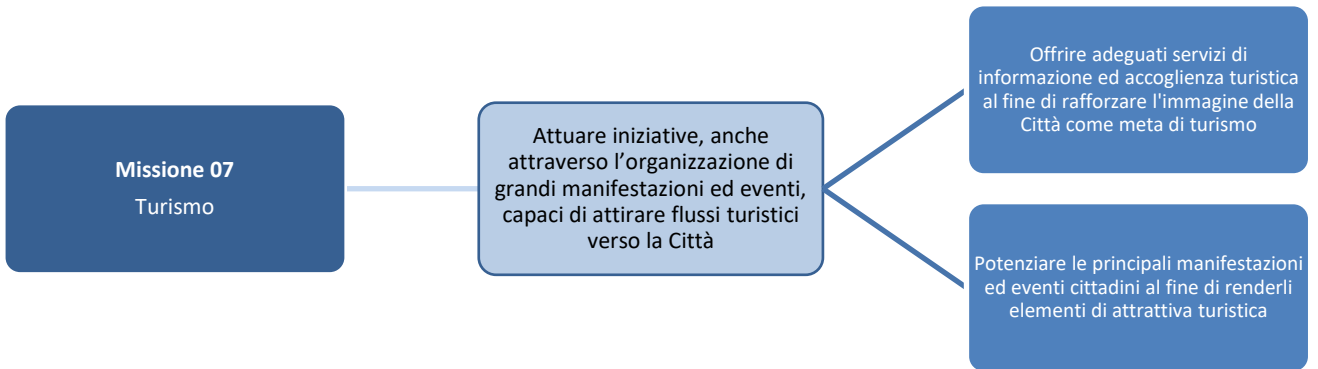 Missione 07
Turismo
Attuare iniziative, anche
attraverso l’organizzazione di
grandi manifestazioni ed eventi,
capaci di attirare flussi turistici
verso la Città
Offrire adeguati servizi di
informazione ed accoglienza turistica
al fine di rafforzare l'immagine della
Città come meta di turismo
Potenziare le principali manifestazioni
ed eventi cittadini al fine di renderli
elementi di attrattiva turistica